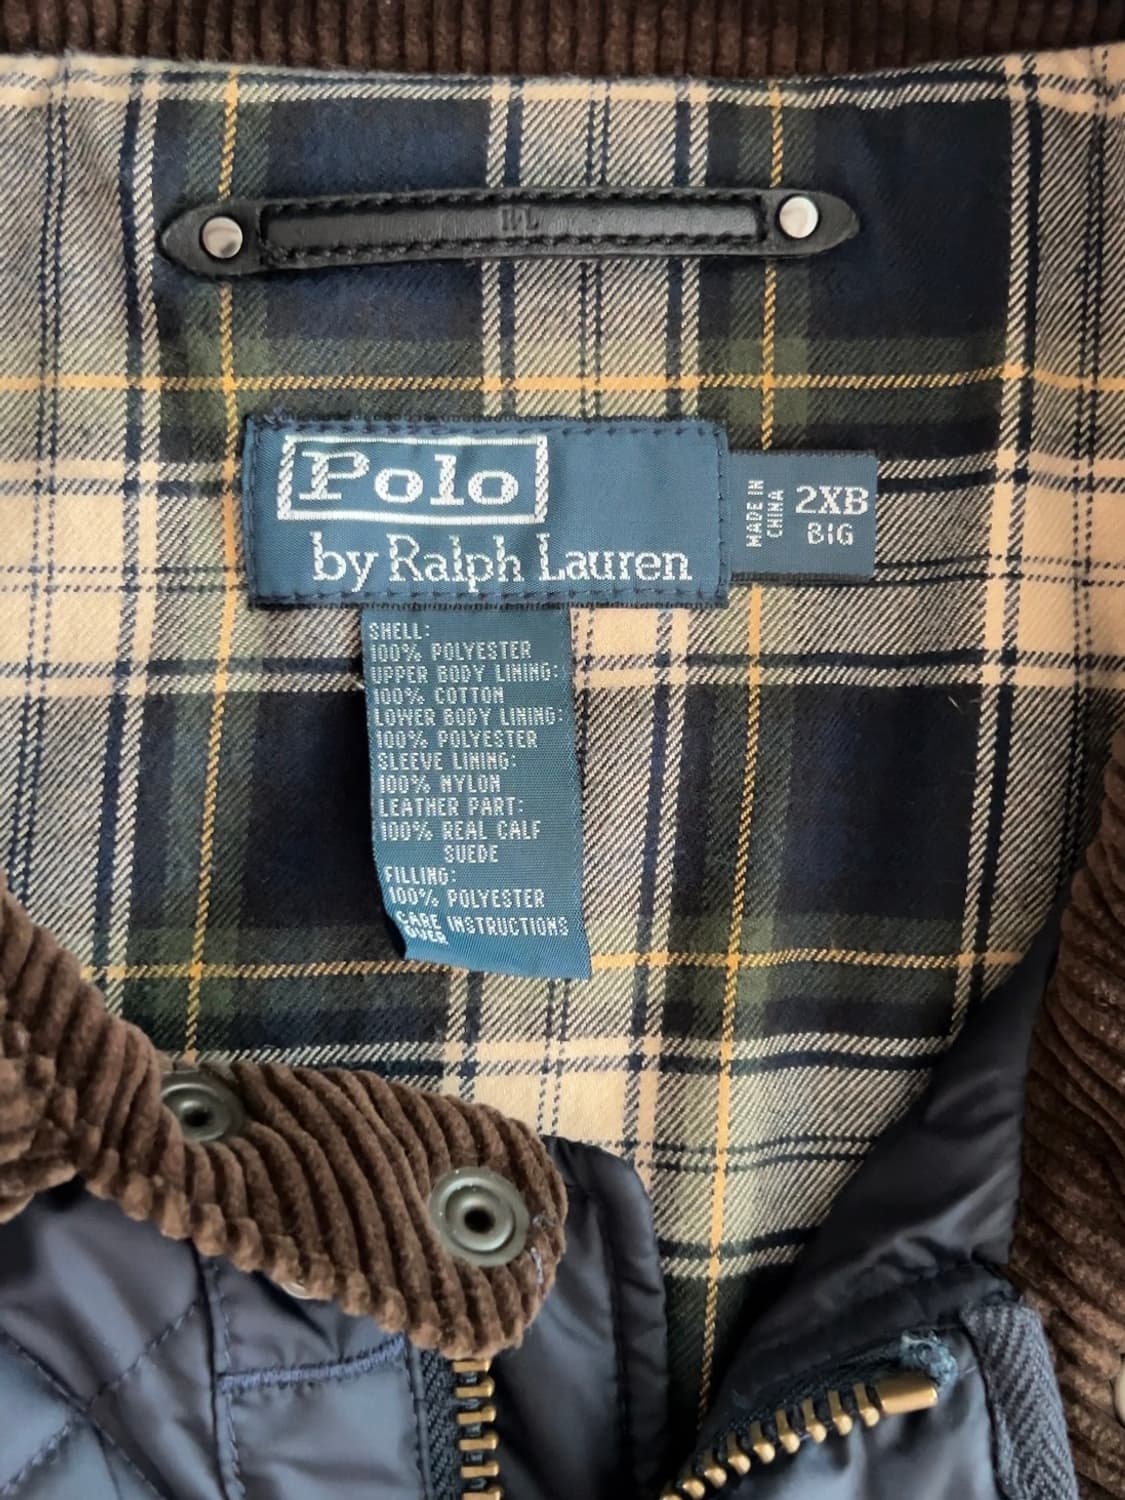 RL
Polo
by Ralph Lauren
MADE IN
CHINA
2XB
BIG
SHELL:
100% POLYESTER
UPPER BODY LINING:
100% COTTON
LOWER BODY LINING:
100% POLYESTER
SLEEVE LINING:
100% NYLON
LEATHER PART:
100% REAL CALF
SUEDE
FILLING:
100% POLYESTER
CARE INSTRUCTIONS
OVER